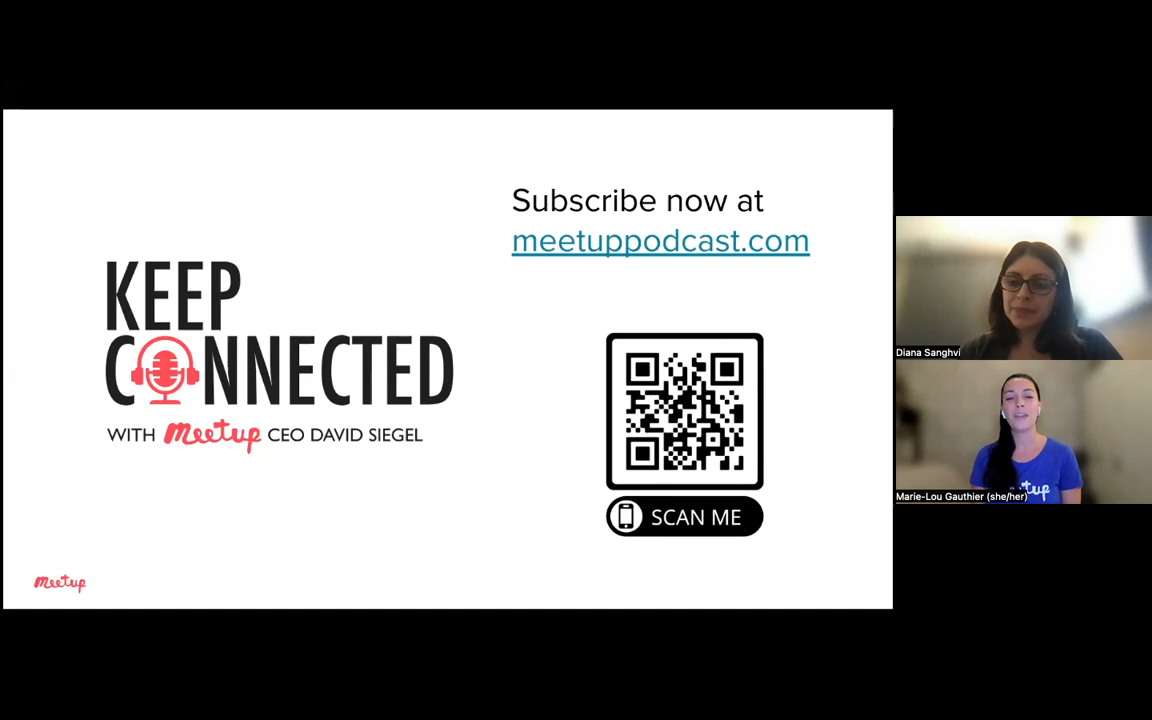 Subscribe now at
meetuppodcast.com
KEEP
CONNECTED
WITH meetup CEO DAVID SIEGEL
SCAN ME
meetup
Diana Sanghvi
meetup
Marie-Lou Gauthier (she/her)